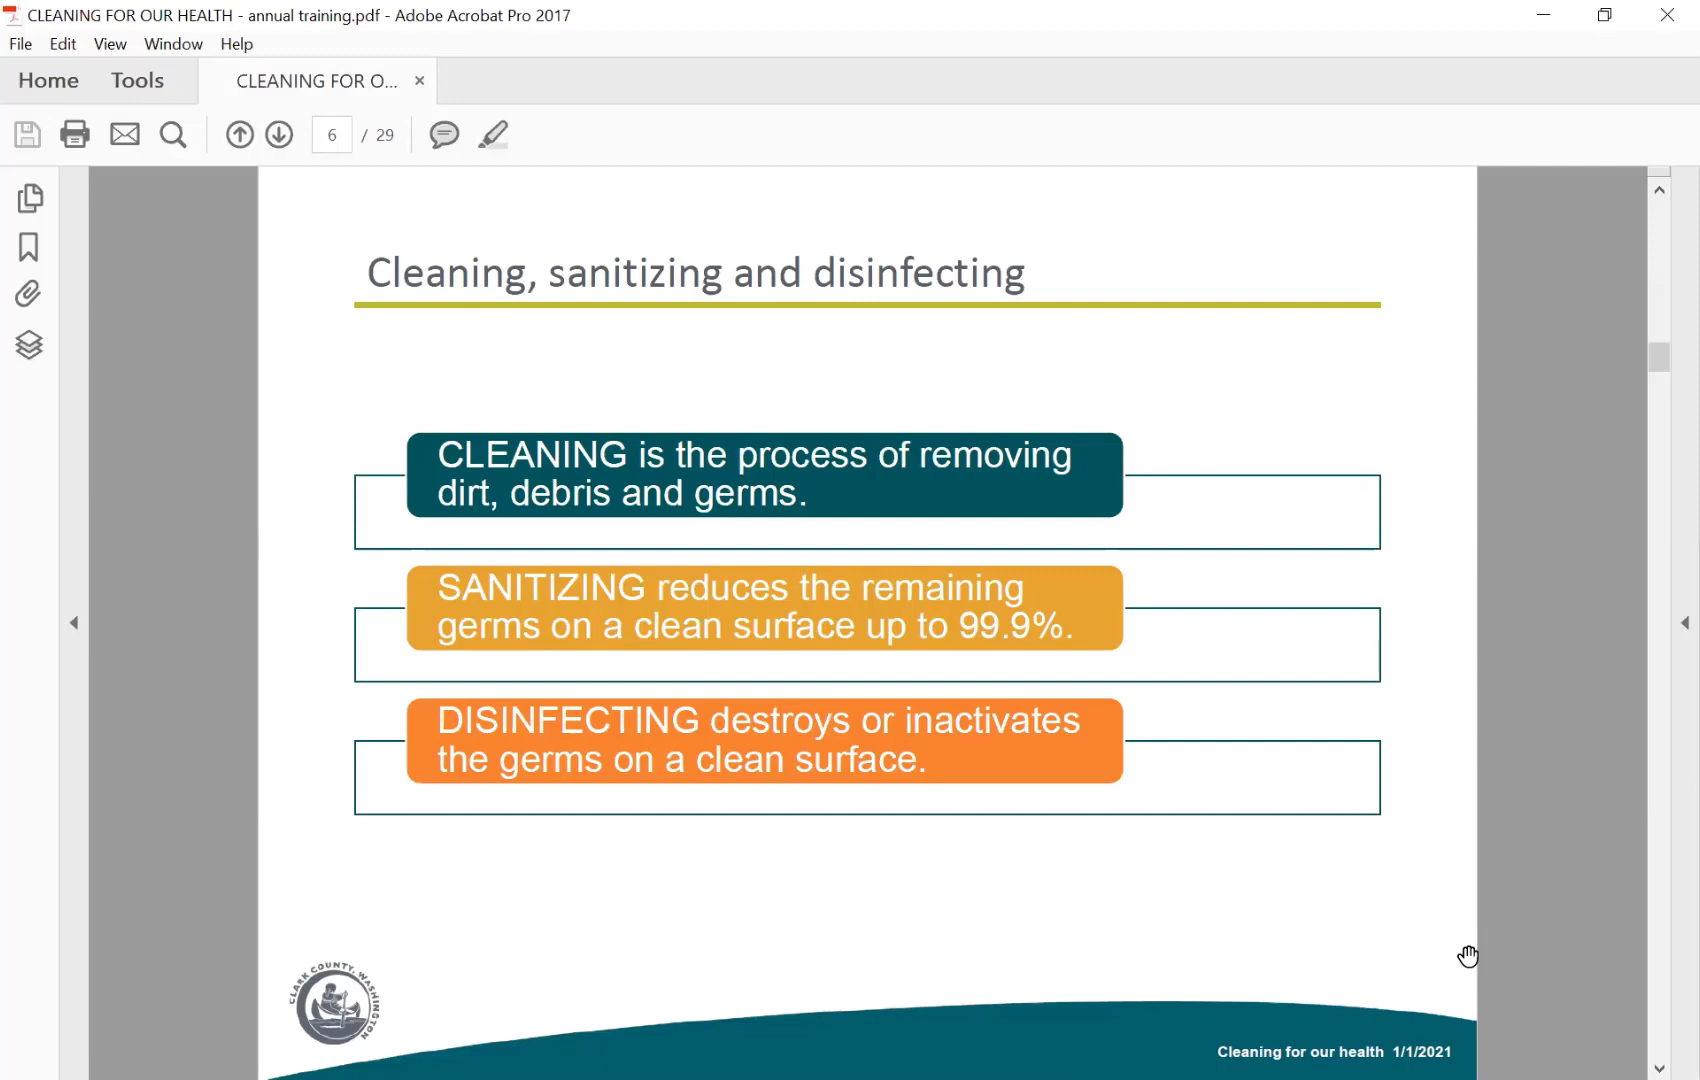 CLEANING FOR OUR HEALTH - annual training.pdf - Adobe Acrobat Pro 2017
File Edit View Window Help
Home Tools CLEANING FOR O... ×
6 / 29
Cleaning, sanitizing and disinfecting
CLEANING is the process of removing
dirt, debris and germs.
SANITIZING reduces the remaining
germs on a clean surface up to 99.9%.
DISINFECTING destroys or inactivates
the germs on a clean surface.
CLARK COUNTY, WASHINGTON
Cleaning for our health 1/1/2021